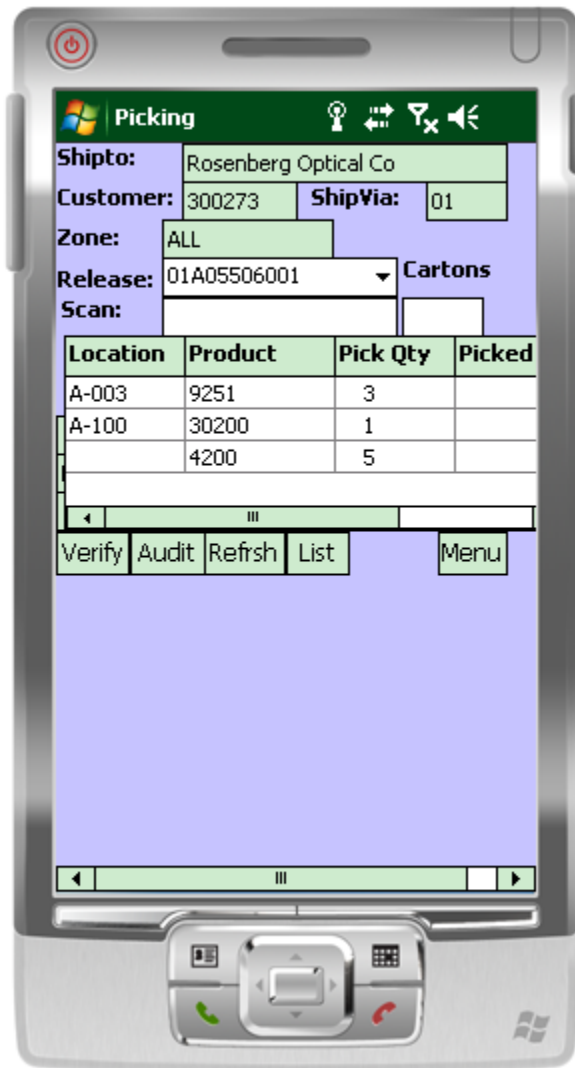 Picking
Shipto: Rosenberg Optical Co
Customer: 300273 ShipVia: 01
Zone: ALL
Release: 01A05506001 Cartons
Scan:
Location Product Pick Qty Picked
A-003 9251 3
A-100 30200 1
4200 5
Verify Audit Refrsh List Menu